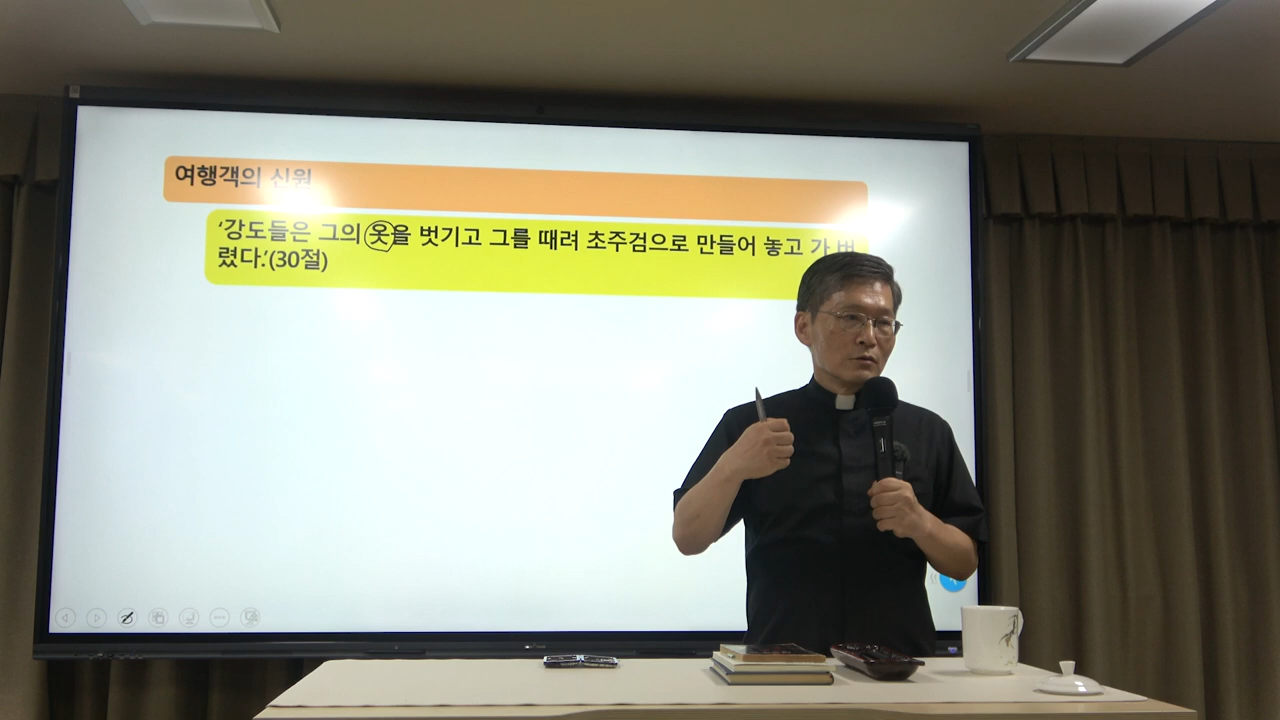 여행객의 신원
‘강도들은 그의 옷을 벗기고 그를 때려 초주검으로 만들어 놓고 가 버
렸다.’(30절)